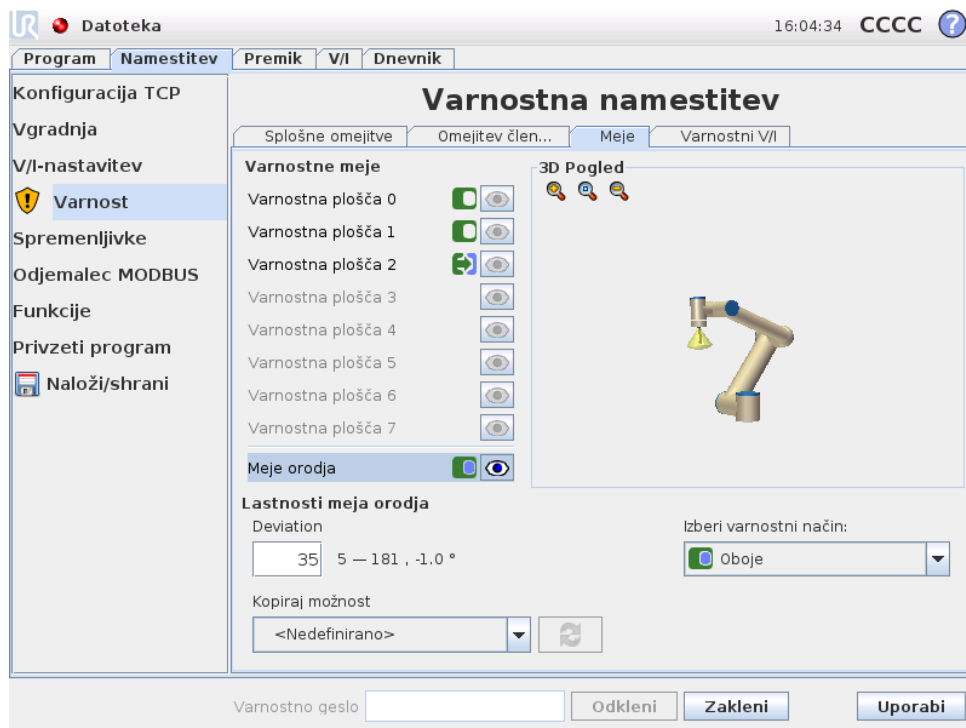 UR Datoteka 16:04:34 CCCC ?
Program Namestitev Premik V/I Dnevnik
Konfiguracija TCP
Vgradnja
V/I-nastavitev
Varnost
Spremenljivke
Odjemalec MODBUS
Funkcije
Privzeti program
Naloži/shrani
Varnostna namestitev
Splošne omejitve Omejitev člen... Meje Varnostni V/I
Varnostne meje
Varnostna plošča 0
Varnostna plošča 1
Varnostna plošča 2
Varnostna plošča 3
Varnostna plošča 4
Varnostna plošča 5
Varnostna plošča 6
Varnostna plošča 7
Meje orodja
3D Pogled
Lastnosti meja orodja
Deviation
35 5 — 181 , -1.0 °
Izberi varnostni način:
Oboje
Kopiraj možnost
<Nedefinirano>
Varnostno geslo Odkleni Zakleni Uporabi